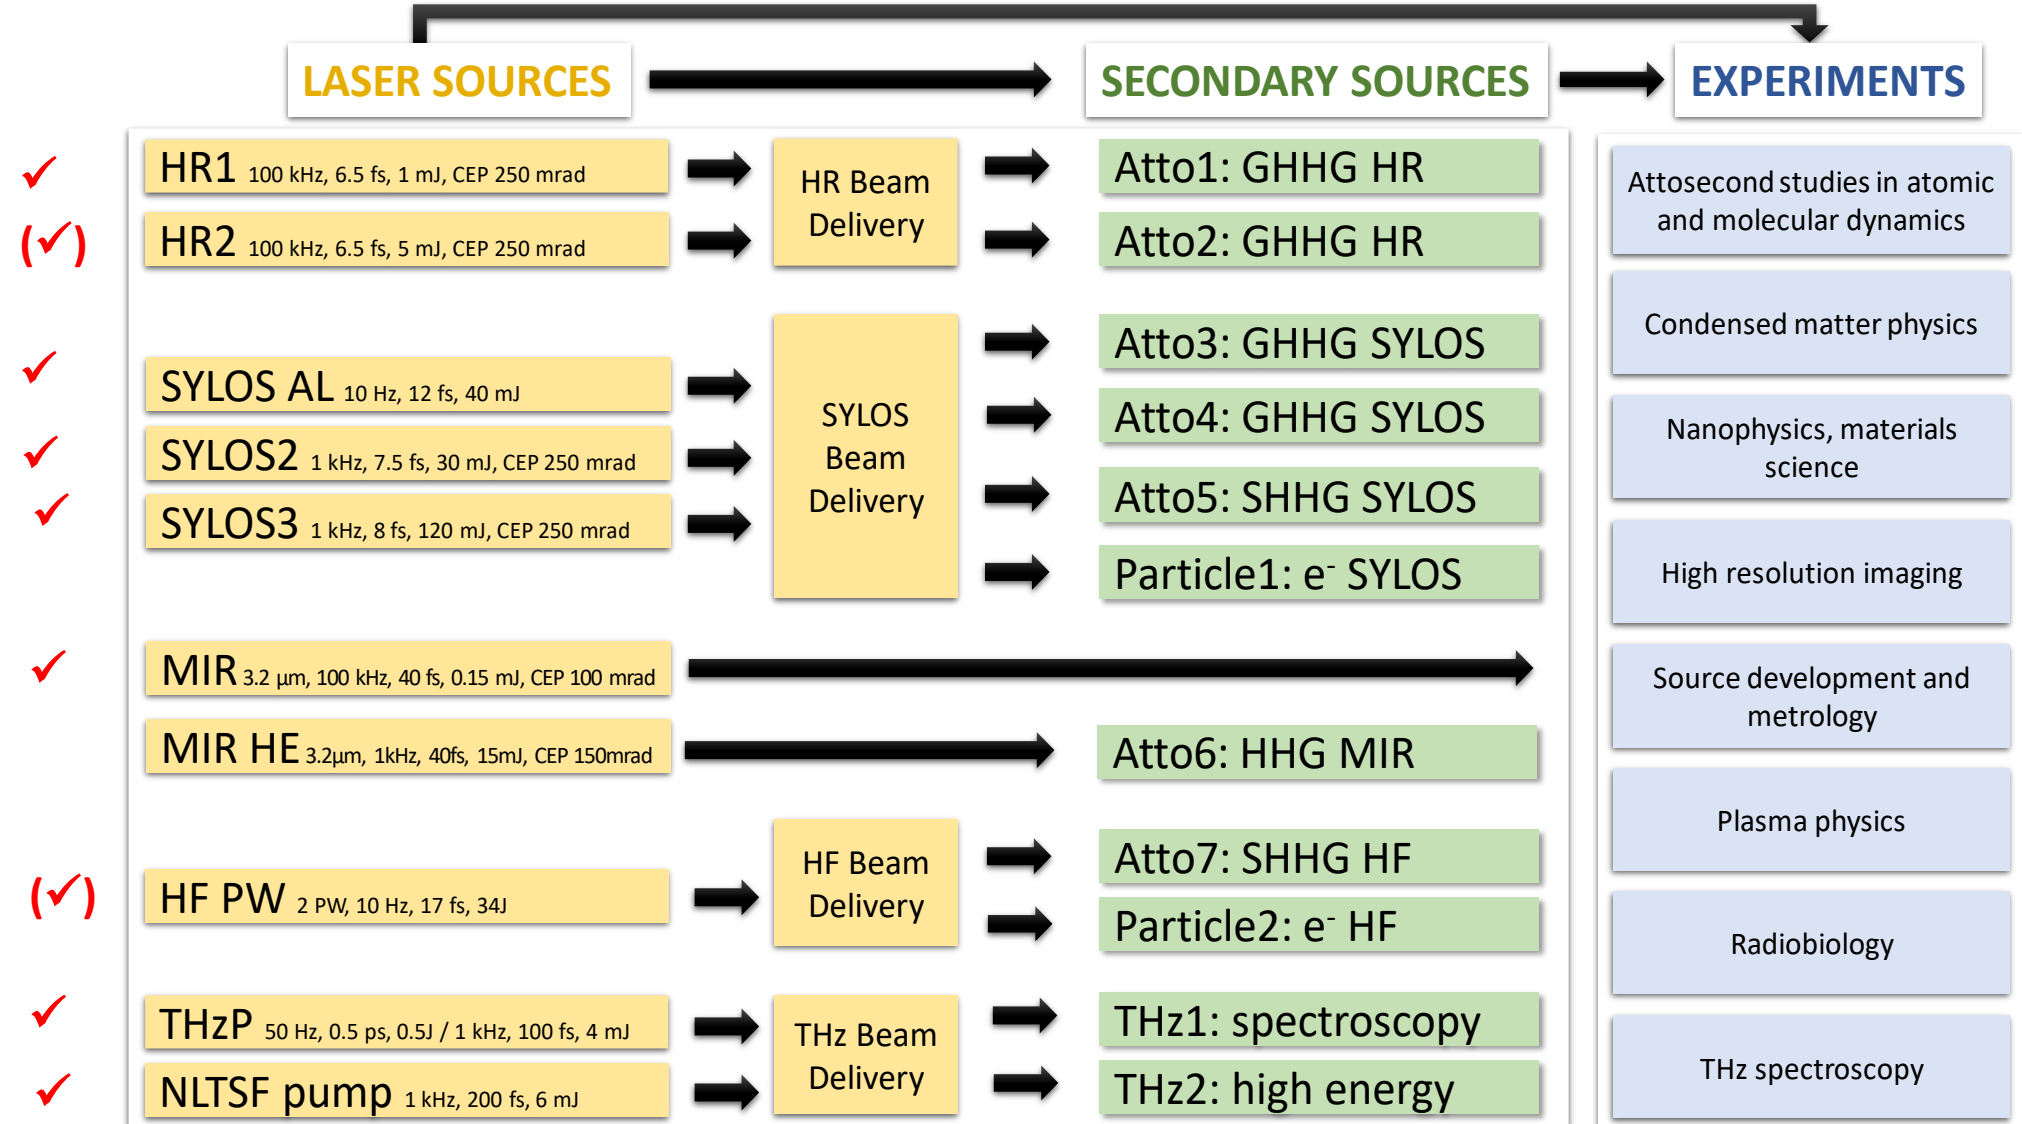 LASER SOURCES
SECONDARY SOURCES
EXPERIMENTS
HR1 100 kHz, 6.5 fs, 1 mJ, CEP 250 mrad
HR2 100 kHz, 6.5 fs, 5 mJ, CEP 250 mrad
HR Beam
Delivery
Atto1: GHHG HR
Atto2: GHHG HR
SYLOS AL 10 Hz, 12 fs, 40 mJ
SYLOS2 1 kHz, 7.5 fs, 30 mJ, CEP 250 mrad
SYLOS3 1 kHz, 8 fs, 120 mJ, CEP 250 mrad
SYLOS
Beam
Delivery
Atto3: GHHG SYLOS
Atto4: GHHG SYLOS
Atto5: SHHG SYLOS
Particle1: e⁻ SYLOS
MIR 3.2 µm, 100 kHz, 40 fs, 0.15 mJ, CEP 100 mrad
MIR HE 3.2µm, 1kHz, 40fs, 15mJ, CEP 150mrad
Atto6: HHG MIR
HF PW 2 PW, 10 Hz, 17 fs, 34J
HF Beam
Delivery
Atto7: SHHG HF
Particle2: e⁻ HF
THzP 50 Hz, 0.5 ps, 0.5J / 1 kHz, 100 fs, 4 mJ
NLTSF pump 1 kHz, 200 fs, 6 mJ
THz Beam
Delivery
THz1: spectroscopy
THz2: high energy
Attosecond studies in atomic
and molecular dynamics
Condensed matter physics
Nanophysics, materials
science
High resolution imaging
Source development and
metrology
Plasma physics
Radiobiology
THz spectroscopy